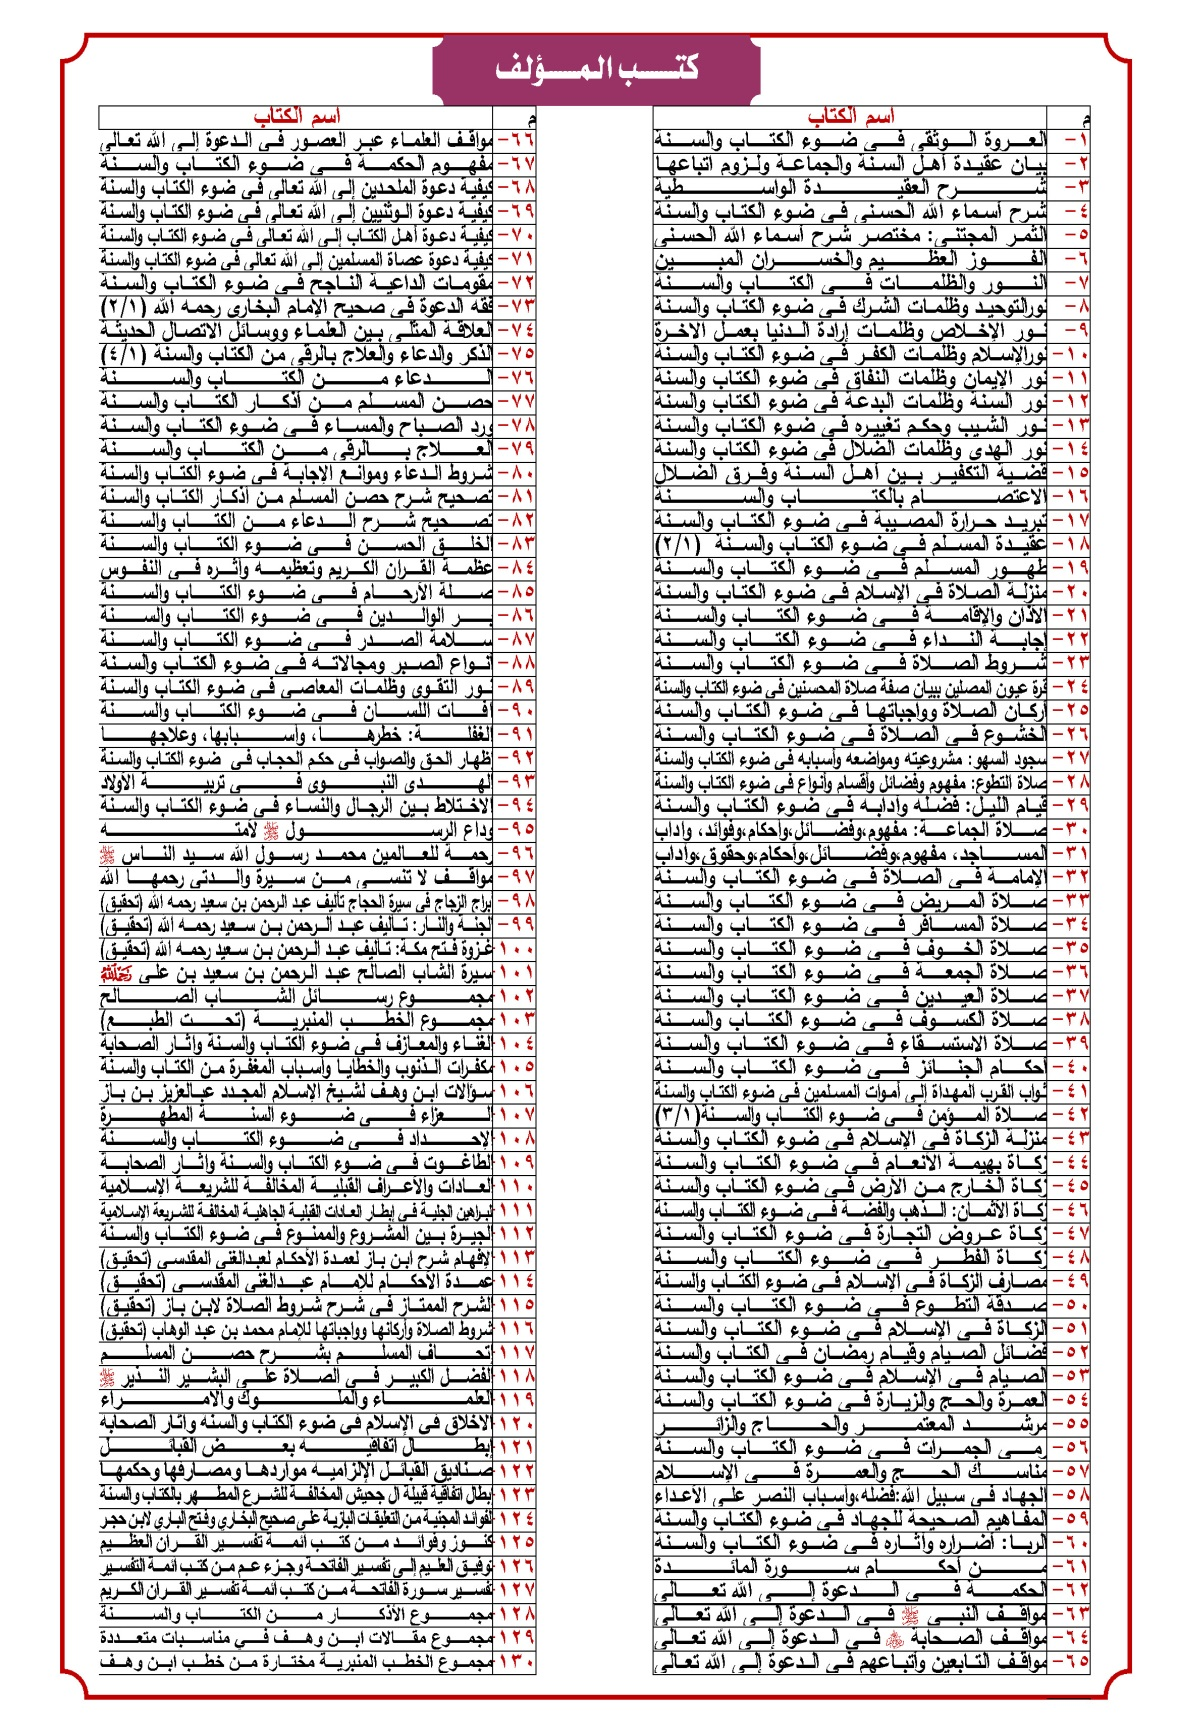 كتب المؤلف
م اسم الكتاب
١- العروة الوثقى في ضوء الكتاب والسنة
٢- بيان عقيدة أهل السنة والجماعة ولزوم اتباعها
٣- شرح العقيدة الواسطية
٤- شرح أسماء الله الحسنى في ضوء الكتاب والسنة
٥- الثمر المجتنى: مختصر شرح أسماء الله الحسنى
٦- الفوز العظيم والخسران المبين
٧- النور والظلمات في الكتاب والسنة
٨- نور التوحيد وظلمات الشرك في ضوء الكتاب والسنة
٩- نور الإخلاص وظلمات إرادة الدنيا بعمل الآخرة
١٠- نور الإسلام وظلمات الكفر في ضوء الكتاب والسنة
١١- نور الإيمان وظلمات النفاق في ضوء الكتاب والسنة
١٢- نور السنة وظلمات البدعة في ضوء الكتاب والسنة
١٣- نور الشيب وحكم تغييره في ضوء الكتاب والسنة
١٤- نور الهدى وظلمات الضلال في ضوء الكتاب والسنة
١٥- قضية التكفير بين أهل السنة وفرق الضلال
١٦- الاعتصام بالكتاب والسنة
١٧- تبريد حرارة المصيبة في ضوء الكتاب والسنة
١٨- عقيدة المسلم في ضوء الكتاب والسنة (٢/١)
١٩- طهور المسلم في ضوء الكتاب والسنة
٢٠- منزلة الصلاة في الإسلام في ضوء الكتاب والسنة
٢١- الأذان والإقامة في ضوء الكتاب والسنة
٢٢- إجابة النداء في ضوء الكتاب والسنة
٢٣- شروط الصلاة في ضوء الكتاب والسنة
٢٤- قرة عيون المصلين ببيان صفة صلاة المحسنين في ضوء الكتاب والسنة
٢٥- أركان الصلاة وواجباتها في ضوء الكتاب والسنة
٢٦- الخشوع في الصلاة في ضوء الكتاب والسنة
٢٧- سجود السهو: مشروعيته ومواضعه وأسبابه في ضوء الكتاب والسنة
٢٨- صلاة التطوع: مفهوم وفضائل وأقسام وأنواع في ضوء الكتاب والسنة
٢٩- قيام الليل: فضله وآدابه في ضوء الكتاب والسنة
٣٠- صلاة الجماعة: مفهوم،وفضائل،وأحكام،وفوائد، وآداب
٣١- المساجد، مفهوم،وفضائل،وأحكام،وحقوق،وآداب
٣٢- الإمامة في الصلاة في ضوء الكتاب والسنة
٣٣- صلاة المريض في ضوء الكتاب والسنة
٣٤- صلاة المسافر في ضوء الكتاب والسنة
٣٥- صلاة الخوف في ضوء الكتاب والسنة
٣٦- صلاة الجمعة في ضوء الكتاب والسنة
٣٧- صلاة العيدين في ضوء الكتاب والسنة
٣٨- صلاة الكسوف في ضوء الكتاب والسنة
٣٩- صلاة الاستسقاء في ضوء الكتاب والسنة
٤٠- أحكام الجنائز في ضوء الكتاب والسنة
٤١- ثواب القرب المهداة إلى أموات المسلمين في ضوء الكتاب والسنة
٤٢- صلاة المؤمن في ضوء الكتاب والسنة(٣/١)
٤٣- منزلة الزكاة في الإسلام في ضوء الكتاب والسنة
٤٤- زكاة بهيمة الأنعام في ضوء الكتاب والسنة
٤٥- زكاة الخارج من الأرض في ضوء الكتاب والسنة
٤٦- زكاة الأثمان: الذهب والفضة في ضوء الكتاب والسنة
٤٧- زكاة عروض التجارة في ضوء الكتاب والسنة
٤٨- زكاة الفطر في ضوء الكتاب والسنة
٤٩- مصارف الزكاة في الإسلام في ضوء الكتاب والسنة
٥٠- صدقة التطوع في ضوء الكتاب والسنة
٥١- الزكاة في الإسلام في ضوء الكتاب والسنة
٥٢- فضائل الصيام وقيام رمضان في الكتاب والسنة
٥٣- الصيام في الإسلام في ضوء الكتاب والسنة
٥٤- العمرة والحج والزيارة في ضوء الكتاب والسنة
٥٥- مرشد المعتمر والحاج والزائر
٥٦- رمي الجمرات في ضوء الكتاب والسنة
٥٧- مناسك الحج والعمرة في الإسلام
٥٨- الجهاد في سبيل الله:فضله،وأسباب النصر على الأعداء
٥٩- المفاهيم الصحيحة للجهاد في ضوء الكتاب والسنة
٦٠- الربا: أضراره وآثاره في ضوء الكتاب والسنة
٦١- من أحكام سورة المائدة
٦٢- الحكمة في الدعوة إلى الله تعالى
٦٣- مواقف النبي ﷺ في الدعوة إلى الله تعالى
٦٤- مواقف الصحابة في الدعوة إلى الله تعالى
٦٥- مواقف التابعين وأتباعهم في الدعوة إلى الله تعالى
م اسم الكتاب
٦٦- مواقف العلماء عبر العصور في الدعوة إلى الله تعالى
٦٧- مفهوم الحكمة في ضوء الكتاب والسنة
٦٨- كيفية دعوة الملحدين إلى الله تعالى في ضوء الكتاب والسنة
٦٩- كيفية دعوة الوثنيين إلى الله تعالى في ضوء الكتاب والسنة
٧٠- كيفية دعوة أهل الكتاب إلى الله تعالى في ضوء الكتاب والسنة
٧١- كيفية دعوة عصاة المسلمين إلى الله تعالى في ضوء الكتاب والسنة
٧٢- مقومات الداعية الناجح في ضوء الكتاب والسنة
٧٣- فقه الدعوة في صحيح الإمام البخاري رحمه الله (٢/١)
٧٤- العلاقة المثلى بين العلماء ووسائل الاتصال الحديثة
٧٥- الذكر والدعاء والعلاج بالرقى من الكتاب والسنة (٤/١)
٧٦- الدعاء من الكتاب والسنة
٧٧- حصن المسلم من أذكار الكتاب والسنة
٧٨- ورد الصباح والمساء في ضوء الكتاب والسنة
٧٩- العلاج بالرقى من الكتاب والسنة
٨٠- شروط الدعاء وموانع الإجابة في ضوء الكتاب والسنة
٨١- تصحيح شرح حصن المسلم من أذكار الكتاب والسنة
٨٢- تصحيح شرح الدعاء من الكتاب والسنة
٨٣- الخلق الحسن في ضوء الكتاب والسنة
٨٤- عظمة القرآن الكريم وتعظيمه وأثره في النفوس
٨٥- صلة الأرحام في ضوء الكتاب والسنة
٨٦- بر الوالدين في ضوء الكتاب والسنة
٨٧- سلامة الصدر في ضوء الكتاب والسنة
٨٨- أنواع الصبر ومجالاته في ضوء الكتاب والسنة
٨٩- نور التقوى وظلمات المعاصي في ضوء الكتاب والسنة
٩٠- آفات اللسان في ضوء الكتاب والسنة
٩١- الغفلة: خطرها، وأسبابها، وعلاجها
٩٢- إظهار الحق والصواب في حكم الحجاب في ضوء الكتاب والسنة
٩٣- الهدي النبوي في تربية الأولاد
٩٤- الاختلاط بين الرجال والنساء في ضوء الكتاب والسنة
٩٥- وداع الرسول ﷺ لأمته
٩٦- رحمة للعالمين محمد رسول الله سيد الناس ﷺ
٩٧- مواقف لا تنسى من سيرة والدتي رحمها الله
٩٨- أبراج الزجاج في سيرة الحجاج تأليف عبد الرحمن بن سعيد رحمه الله (تحقيق)
٩٩- الجنة والنار: تأليف عبد الرحمن بن سعيد رحمه الله (تحقيق)
١٠٠- غزوة فتح مكة: تأليف عبد الرحمن بن سعيد رحمه الله (تحقيق)
١٠١- سيرة الشاب الصالح عبد الرحمن بن سعيد بن علي رحمه الله
١٠٢- مجموع رسائل الشاب الصالح
١٠٣- مجموع الخطب المنبرية (تحت الطبع)
١٠٤- الغناء والمعازف في ضوء الكتاب والسنة وآثار الصحابة
١٠٥- مكفرات الذنوب والخطايا وأسباب المغفرة من الكتاب والسنة
١٠٦- سؤالات ابن وهف لشيخ الإسلام المجدد عبدالعزيز بن باز
١٠٧- العزاء في ضوء السنة المطهرة
١٠٨- الإحداد في ضوء الكتاب والسنة
١٠٩- الطاغوت في ضوء الكتاب والسنة وآثار الصحابة
١١٠- العادات والأعراف القبلية المخالفة للشريعة الإسلامية
١١١- البراهين الجلية في إبطار العادات القبلية الجاهلية المخالفة للشريعة الإسلامية
١١٢- الجيرة بين المشروع والممنوع في ضوء الكتاب والسنة
١١٣- الإفهام شرح ابن باز لعمدة الأحكام لعبدالغني المقدسي (تحقيق)
١١٤- عمدة الأحكام للإمام عبدالغني المقدسي (تحقيق)
١١٥- الشرح الممتاز في شرح شروط الصلاة لابن باز (تحقيق)
١١٦- شروط الصلاة وأركانها وواجباتها للإمام محمد بن عبد الوهاب (تحقيق)
١١٧- إتحاف المسلم بشرح حصن المسلم
١١٨- الفضل الكبير في الصلاة على البشير النذير ﷺ
١١٩- العلماء والملوك والأمراء
١٢٠- الأخلاق في الإسلام في ضوء الكتاب والسنة وآثار الصحابة
١٢١- إبطال اتفاقية بعض القبائل
١٢٢- صناديق القبائل الإلزامية مواردها ومصارفها وحكمها
١٢٣- إبطال اتفاقية قبيلة آل جحيش المخالفة للشرع المطهر بالكتاب والسنة
١٢٤- الفوائد المجنية من التعليقات البازية على صحيح البخاري وفتح الباري لابن حجر
١٢٥- كنوز وفوائد من كتب أئمة تفسير القرآن العظيم
١٢٦- توفيق العليم إلى تفسير الفاتحة وجزء عم من كتب أئمة التفسير
١٢٧- تفسير سورة الفاتحة من كتب أئمة تفسير القرآن الكريم
١٢٨- مجموع الأذكار من الكتاب والسنة
١٢٩- مجموع مقالات ابن وهف في مناسبات متعددة
١٣٠- مجموع الخطب المنبرية مختارة من خطب ابن وهف